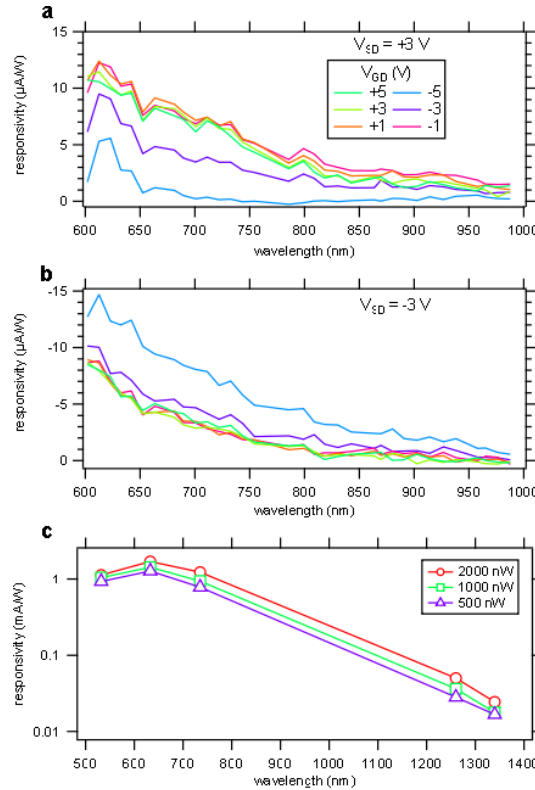 a
V_SD = +3 V
V_GD (V)
+5 -5
+3 -3
+1 -1
15
10
5
0
responsivity (µA/W)
600 650 700 750 800 850 900 950 1000
wavelength (nm)
b
V_SD = -3 V
-15
-10
-5
0
responsivity (µA/W)
600 650 700 750 800 850 900 950 1000
wavelength (nm)
c
2000 nW
1000 nW
500 nW
1
0.1
0.01
responsivity (mA/W)
500 600 700 800 900 1000 1100 1200 1300 1400
wavelength (nm)